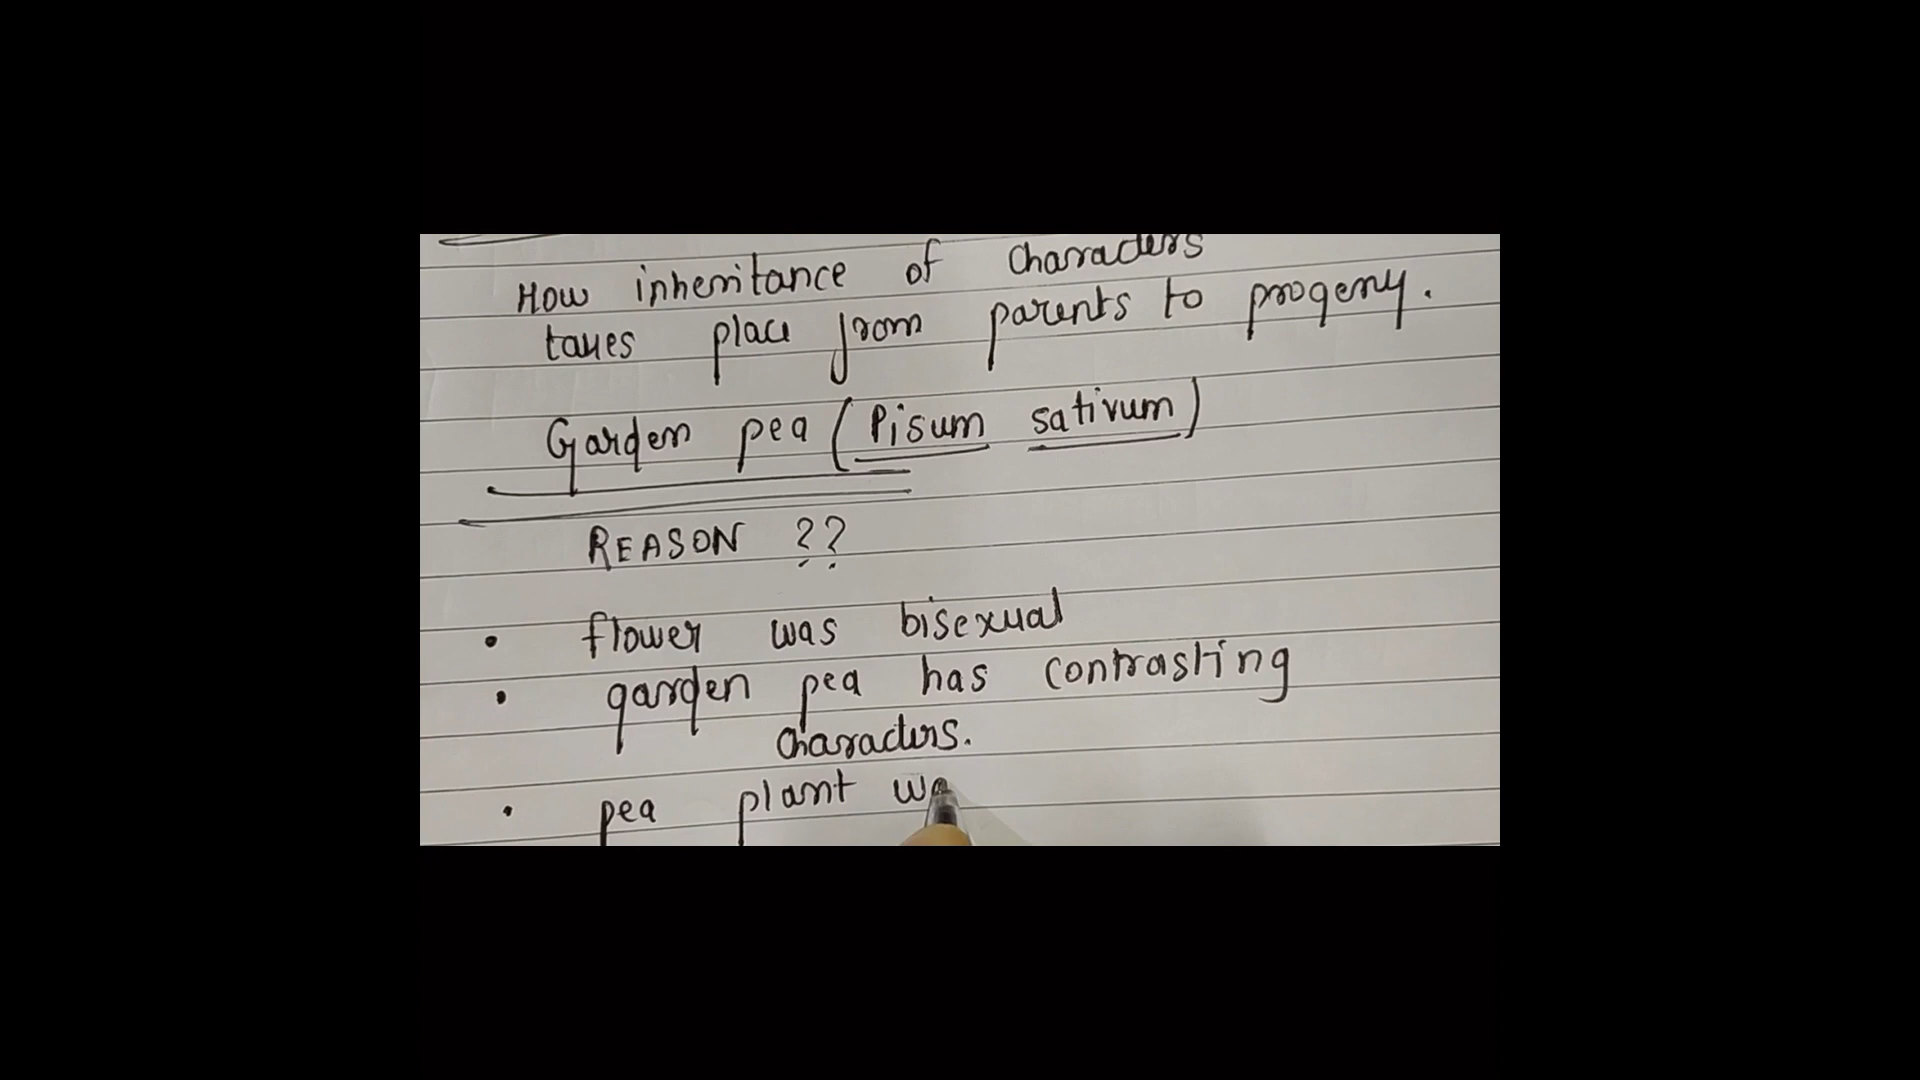 How inheritance of characters
takes place from parents to progeny.
Garden pea (Pisum sativum)
REASON ??
• flower was bisexual
• garden pea has contrasting
characters.
• pea plant wa